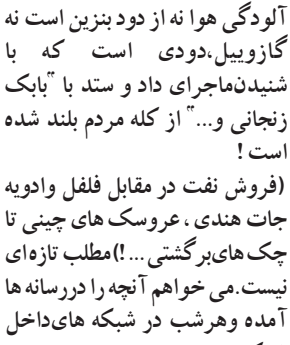 آلودگی هوا نه از دود بنزین است نه
گازوییل،دودی است که با
شنیدن‌ماجرای داد و ستد با "بابک
زنجانی و..." از کله مردم بلند شده
است !
(فروش نفت در مقابل فلفل وادویه
جات هندی ، عروسک های چینی تا
چک‌های‌برگشتی...!)مطلب تازه‌ای
نیست.می خواهم آنچه را دررسانه ها
آمده وهرشب در شبکه های‌داخل